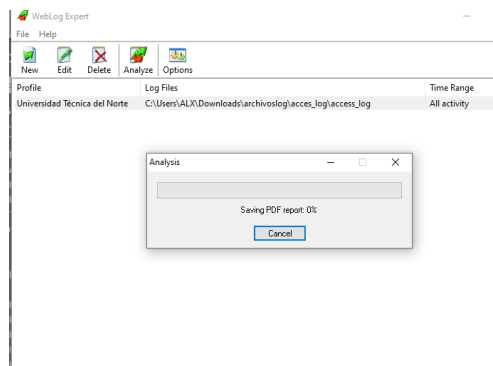 WebLog Expert
File Help
New Edit Delete Analyze Options
Profile Log Files Time Range
Universidad Técnica del Norte C:\Users\ALX\Downloads\archivoslog\acces_log\access_log All activity
Analysis
Saving PDF report: 0%
Cancel